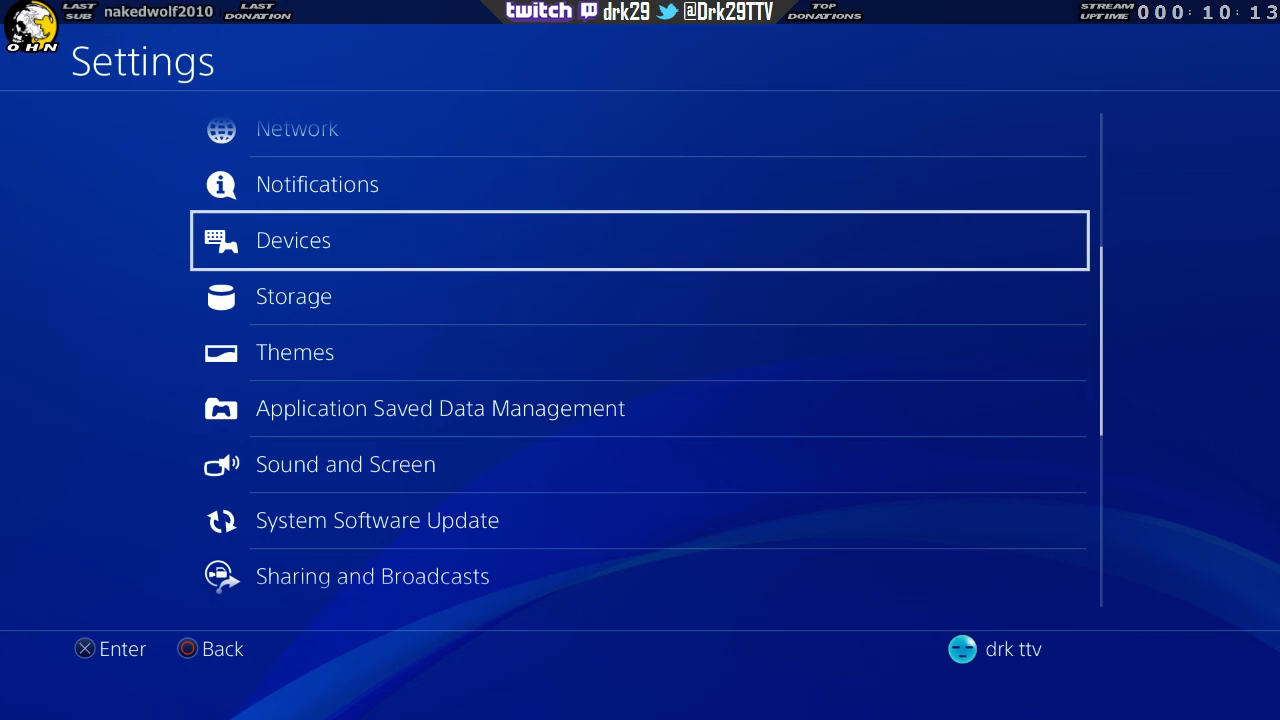 LAST SUB
nakedwolf2010
LAST DONATION
twitch drk29 @Drk29TTV
TOP DONATIONS
STREAM UPTIME
000:10:13
OHN
Settings
Network
Notifications
Devices
Storage
Themes
Application Saved Data Management
Sound and Screen
System Software Update
Sharing and Broadcasts
Enter
Back
drk ttv